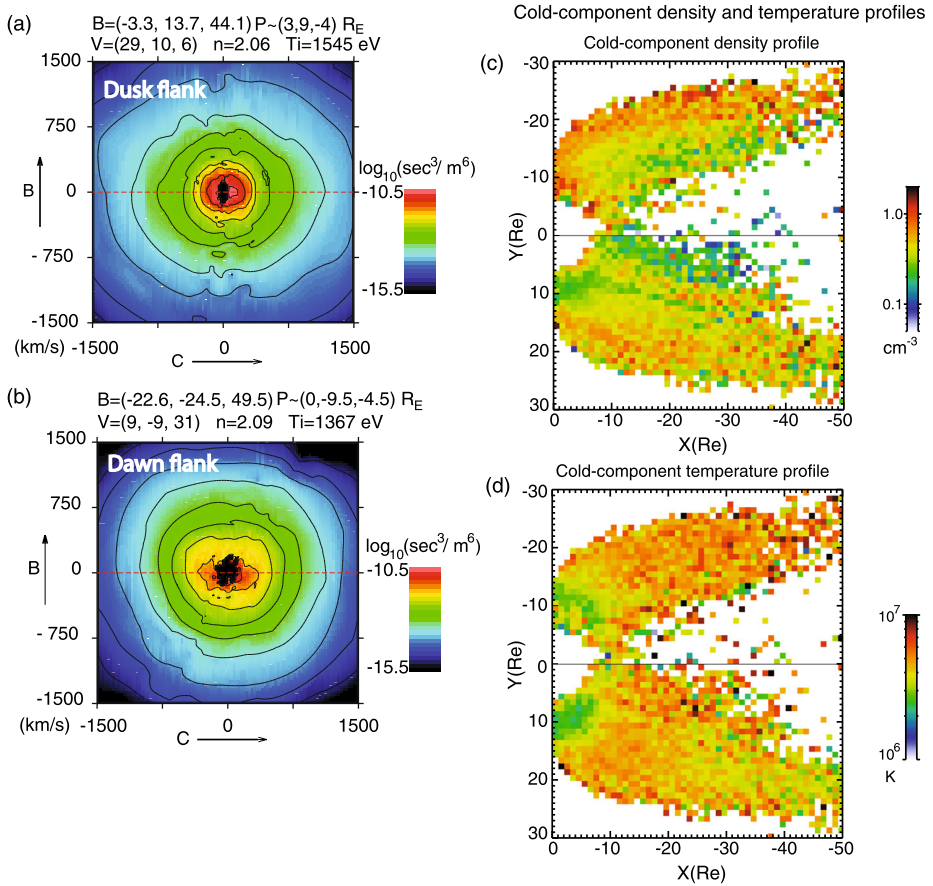 Cold-component density and temperature profiles
(a)
B=(-3.3, 13.7, 44.1) P~(3,9,-4) R_E
V=(29, 10, 6) n=2.06 Ti=1545 eV
1500
750
0
- 750
-1500
B
Dusk flank
(km/s) -1500 0 1500
C
log10(sec³/ m⁶)
-10.5
-15.5
(b)
B=(-22.6, -24.5, 49.5) P~(0,-9.5,-4.5) R_E
V=(9, -9, 31) n=2.09 Ti=1367 eV
1500
750
0
- 750
-1500
B
Dawn flank
(km/s) -1500 0 1500
C
log10(sec³/ m⁶)
-10.5
-15.5
(c)
Cold-component density profile
-30
-20
-10
0
10
20
30
Y(Re)
0 -10 -20 -30 -40 -50
X(Re)
1.0
0.1
cm⁻³
(d)
Cold-component temperature profile
-30
-20
-10
0
10
20
30
Y(Re)
0 -10 -20 -30 -40 -50
X(Re)
10⁷
10⁶
K